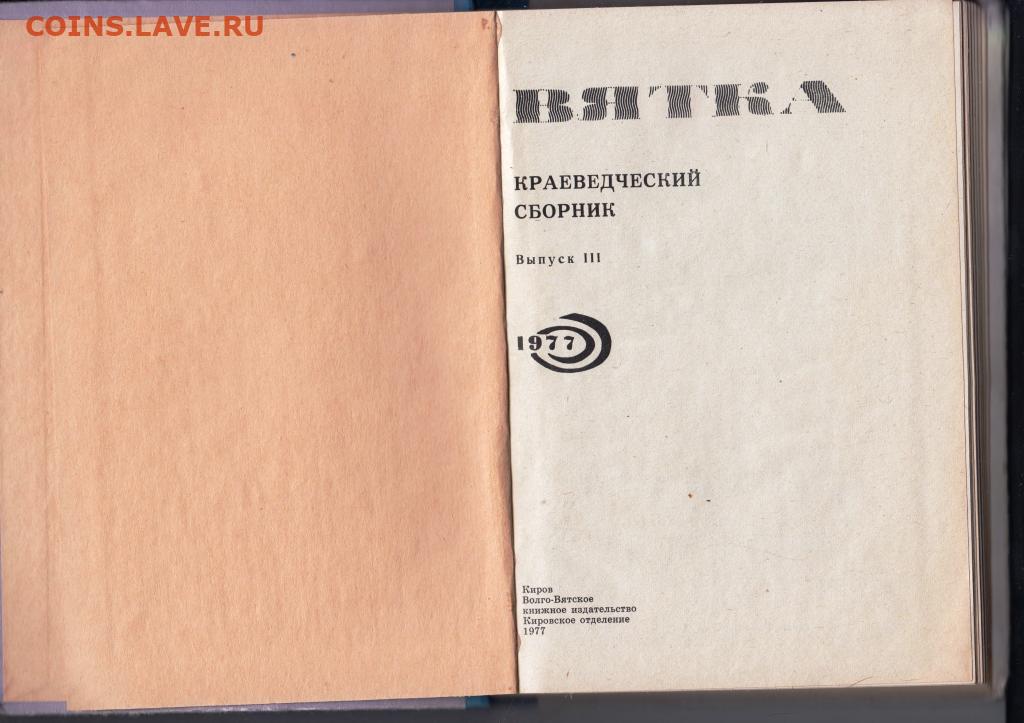 COINS.LAVE.RU
ВЯТКА
КРАЕВЕДЧЕСКИЙ
СБОРНИК
Выпуск III
1977
Киров
Волго-Вятское
книжное издательство
Кировское отделение
1977